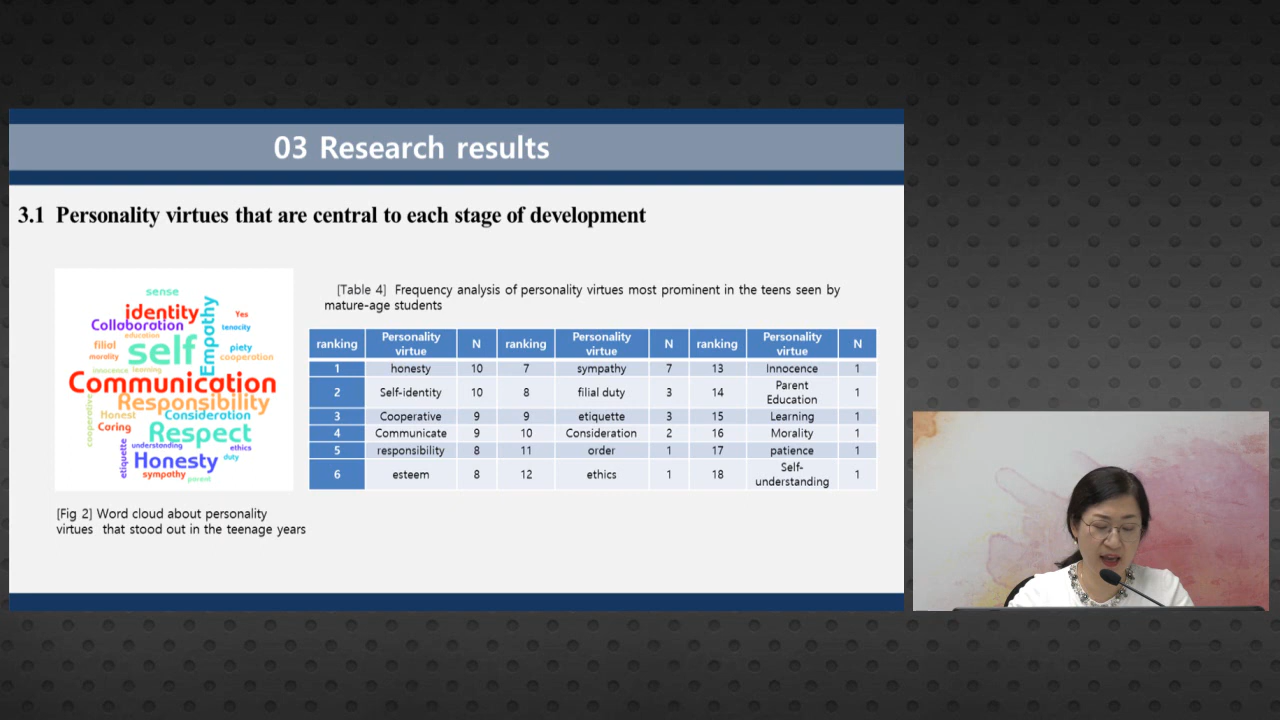 03 Research results
3.1 Personality virtues that are central to each stage of development
sense
identity
Empathy
Yes
Collaboration
tenacity
education
filial
self
piety
morality
cooperation
innocence learning
Communication
Responsibility
cooperative
Honest
Consideration
Caring
Respect
etiquette
understanding
ethics
Honesty
duty
sympathy
parent
[Fig 2] Word cloud about personality
virtues that stood out in the teenage years
[Table 4] Frequency analysis of personality virtues most prominent in the teens seen by
mature-age students
ranking Personality virtue N ranking Personality virtue N ranking Personality virtue N
1 honesty 10 7 sympathy 7 13 Innocence 1
2 Self-identity 10 8 filial duty 3 14 Parent Education 1
3 Cooperative 9 9 etiquette 3 15 Learning 1
4 Communicate 9 10 Consideration 2 16 Morality 1
5 responsibility 8 11 order 1 17 patience 1
6 esteem 8 12 ethics 1 18 Self-understanding 1